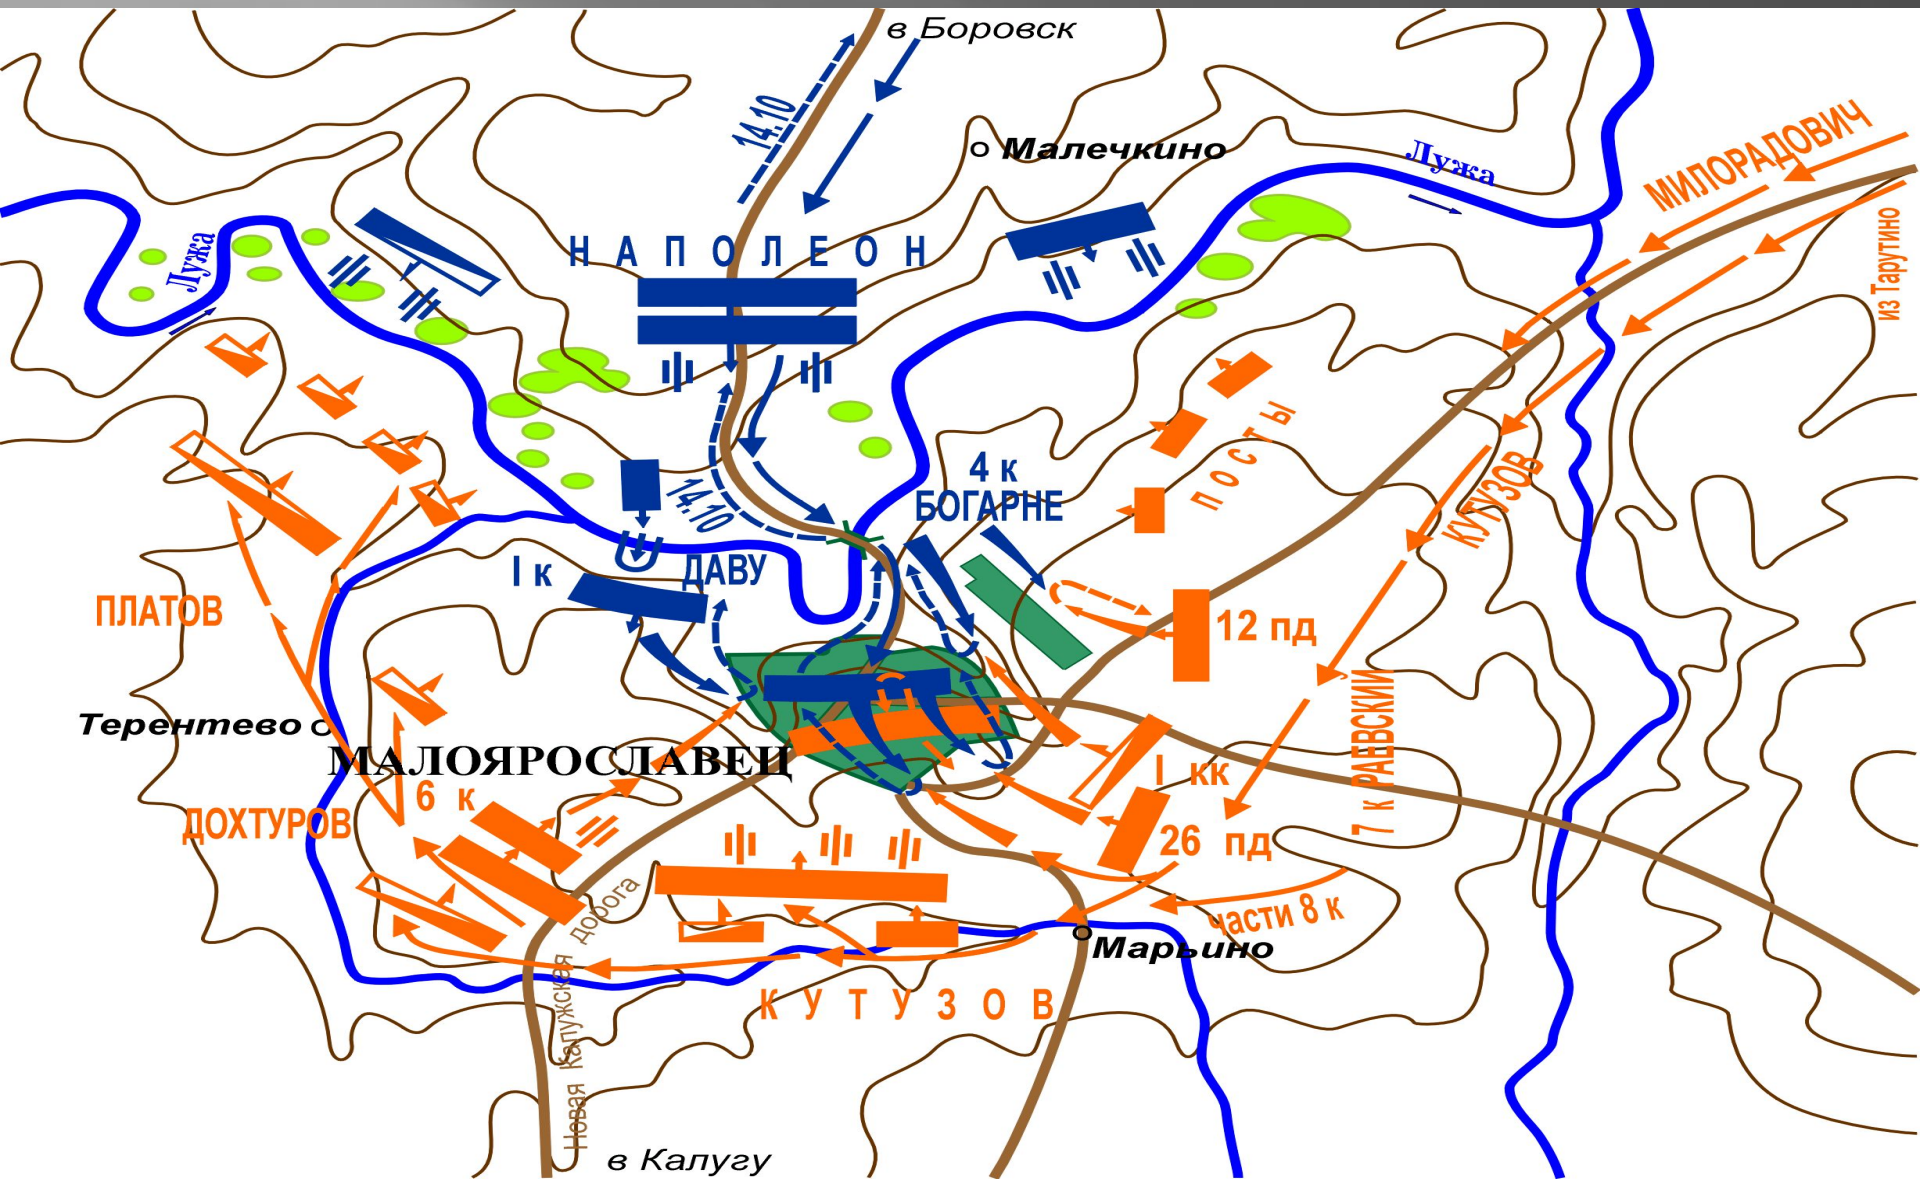 в Боровск
14.10
Малечкино
Лужа
МИЛОРАДОВИЧ
из Тарутино
Лужа
НАПОЛЕОН
ПОСТЫ
4 к
БОГАРНЕ
14.10
КУТУЗОВ
I к
ДАВУ
ПЛАТОВ
12 пд
7 к РАЕВСКИЙ
Терентево
МАЛОЯРОСЛАВЕЦ
I кк
6 к
ДОХТУРОВ
26 пд
части 8 к
Марьино
Новая Калужская дорога
КУТУЗОВ
в Калугу